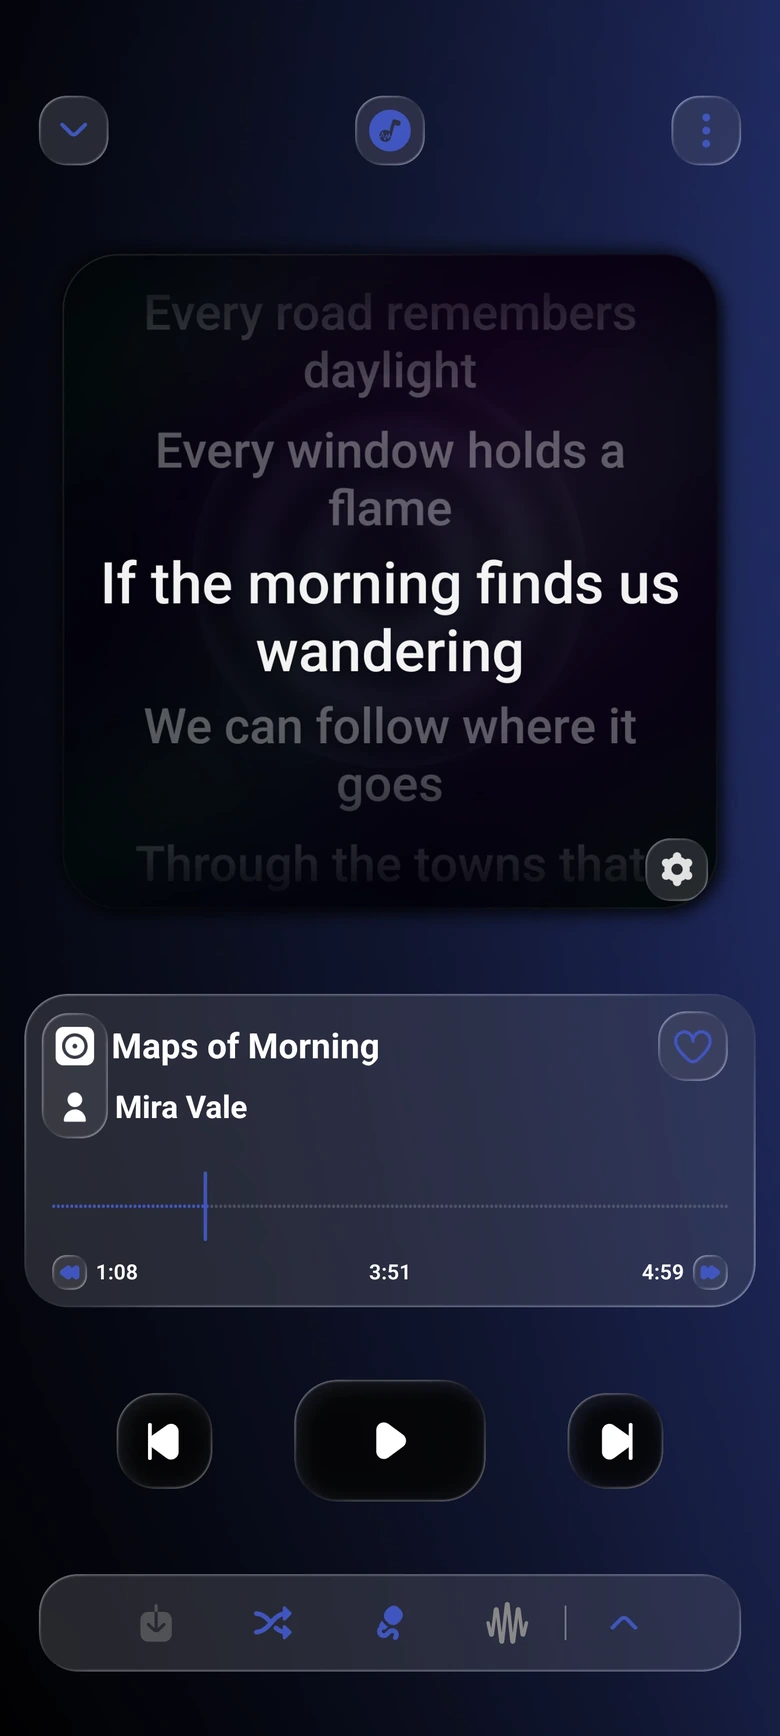 Every road remembers
daylight
Every window holds a
flame
If the morning finds us
wandering
We can follow where it
goes
Through the towns that
Maps of Morning
Mira Vale
1:08
3:51
4:59